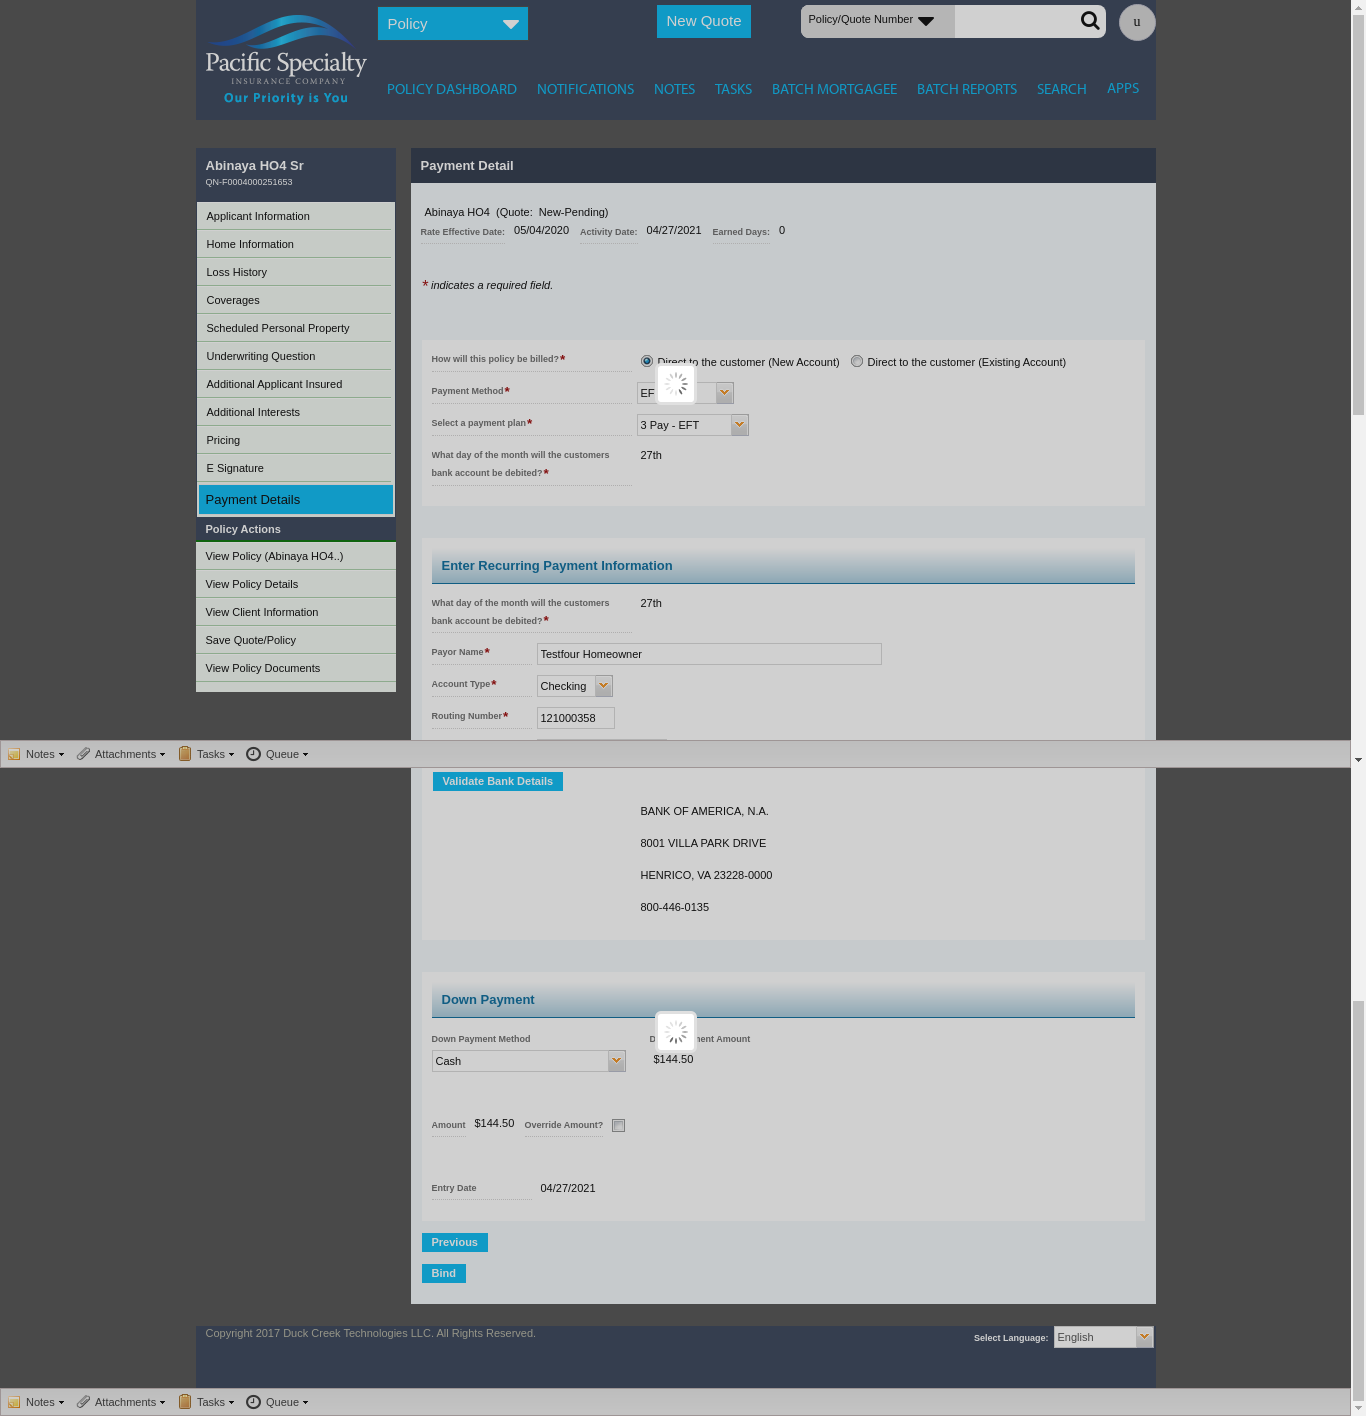 Policy
New Quote
Policy/Quote Number
u
Pacific Specialty
INSURANCE COMPANY
Our Priority is You
POLICY DASHBOARD NOTIFICATIONS NOTES TASKS BATCH MORTGAGEE BATCH REPORTS SEARCH APPS
Abinaya HO4 Sr
QN-F0004000251653
Applicant Information
Home Information
Loss History
Coverages
Scheduled Personal Property
Underwriting Question
Additional Applicant Insured
Additional Interests
Pricing
E Signature
Payment Details
Policy Actions
View Policy (Abinaya HO4..)
View Policy Details
View Client Information
Save Quote/Policy
View Policy Documents
Payment Detail
Abinaya HO4 (Quote: New-Pending)
Rate Effective Date: 05/04/2020 Activity Date: 04/27/2021 Earned Days: 0
* indicates a required field.
How will this policy be billed?* Direct to the customer (New Account) Direct to the customer (Existing Account)
Payment Method* EF
Select a payment plan* 3 Pay - EFT
What day of the month will the customers 27th
bank account be debited?*
Enter Recurring Payment Information
What day of the month will the customers 27th
bank account be debited?*
Payor Name* Testfour Homeowner
Account Type* Checking
Routing Number* 121000358
Notes Attachments Tasks Queue
Validate Bank Details
BANK OF AMERICA, N.A.
8001 VILLA PARK DRIVE
HENRICO, VA 23228-0000
800-446-0135
Down Payment
Down Payment Method Amount
Cash $144.50
Amount $144.50 Override Amount?
Entry Date 04/27/2021
Previous
Bind
Copyright 2017 Duck Creek Technologies LLC. All Rights Reserved.
Select Language: English
Notes Attachments Tasks Queue